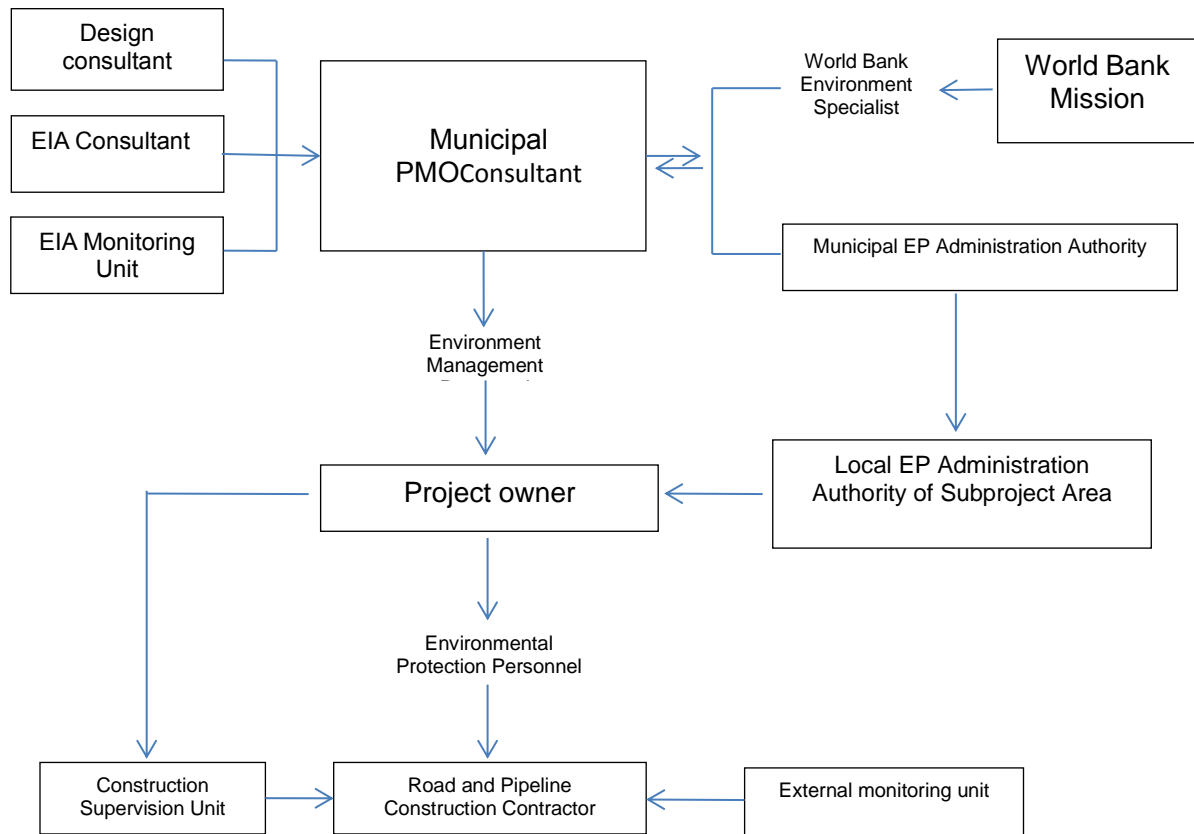 Design
consultant
EIA Consultant
EIA Monitoring
Unit
Municipal
PMOConsultant
World Bank
Environment
Specialist
World Bank
Mission
Municipal EP Administration Authority
Environment
Management
Local EP Administration
Authority of Subproject Area
Project owner
Environmental
Protection Personnel
Construction
Supervision Unit
Road and Pipeline
Construction Contractor
External monitoring unit